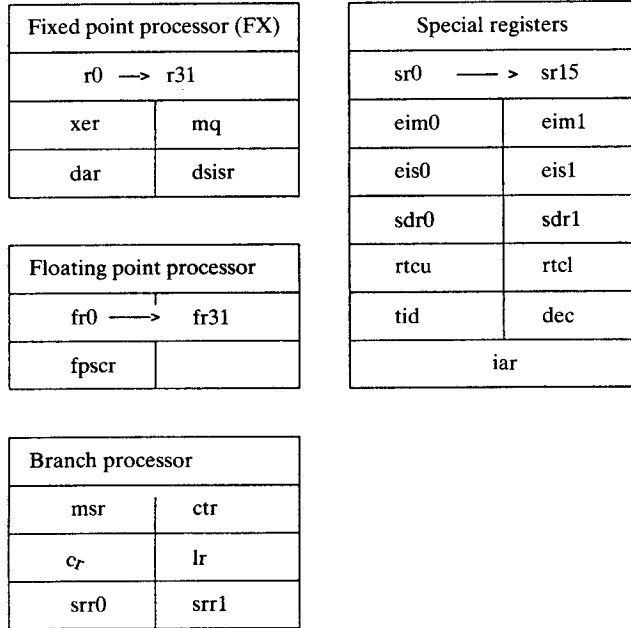 Fixed point processor (FX)
r0 —> r31
xer mq
dar dsisr
Floating point processor
fr0 —> fr31
fpscr
Branch processor
msr ctr
cr lr
srr0 srr1
Special registers
sr0 —> sr15
eim0 eim1
eis0 eis1
sdr0 sdr1
rtcu rtcl
tid dec
iar